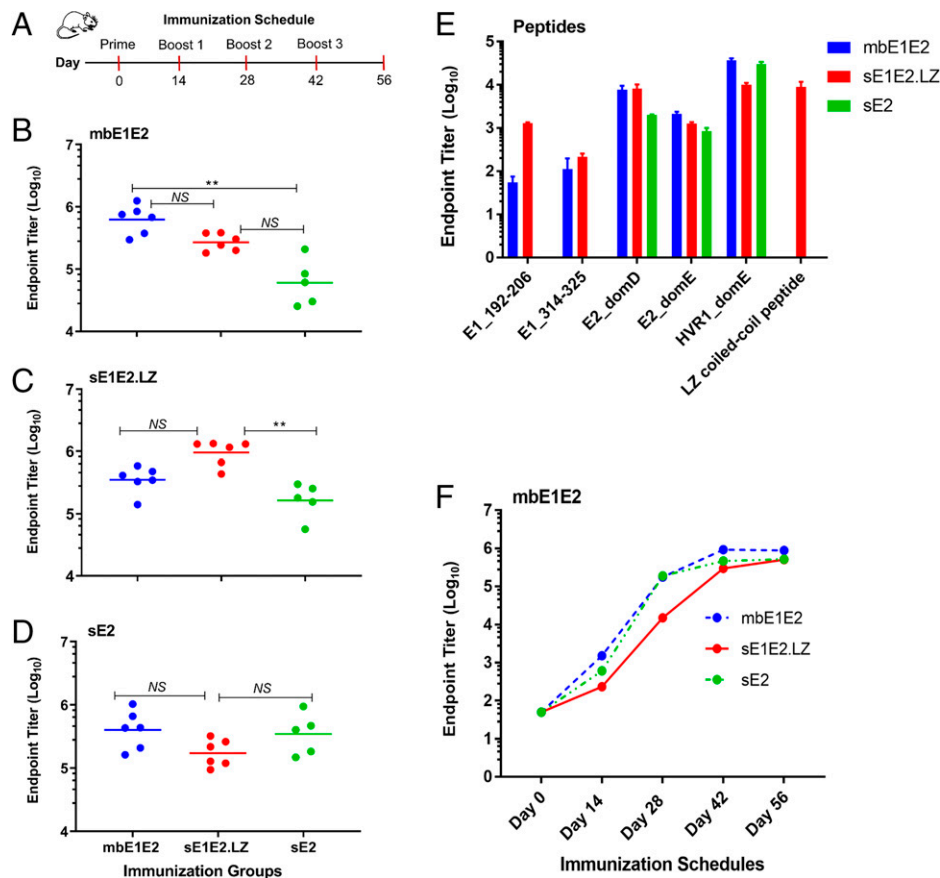 A
Immunization Schedule
Prime Boost 1 Boost 2 Boost 3
Day
0 14 28 42 56
B
mbE1E2
Endpoint Titer (Log10)
7
6
5
4
**
NS
NS
C
sE1E2.LZ
Endpoint Titer (Log10)
7
6
5
4
NS
**
D
sE2
Endpoint Titer (Log10)
7
6
5
4
NS
NS
mbE1E2 sE1E2.LZ sE2
Immunization Groups
E
Peptides
Endpoint Titer (Log10)
5
4
3
2
1
0
mbE1E2
sE1E2.LZ
sE2
E1_192-206
E1_314-325
E2_domD
E2_domE
HVR1_domE
LZ coiled-coil peptide
F
mbE1E2
Endpoint Titer (Log10)
7
6
5
4
3
2
1
0
mbE1E2
sE1E2.LZ
sE2
Day 0
Day 14
Day 28
Day 42
Day 56
Immunization Schedules